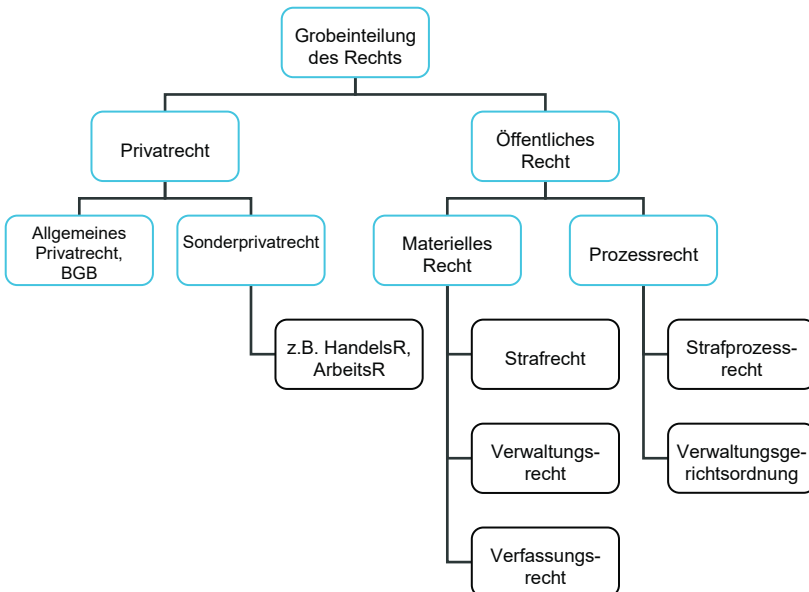 Grobeinteilung
des Rechts
Privatrecht
Öffentliches
Recht
Allgemeines
Privatrecht,
BGB
Sonderprivatrecht
Materielles
Recht
Prozessrecht
z.B. HandelsR,
ArbeitsR
Strafrecht
Strafprozess-
recht
Verwaltungs-
recht
Verwaltungsge-
richtsordnung
Verfassungs-
recht